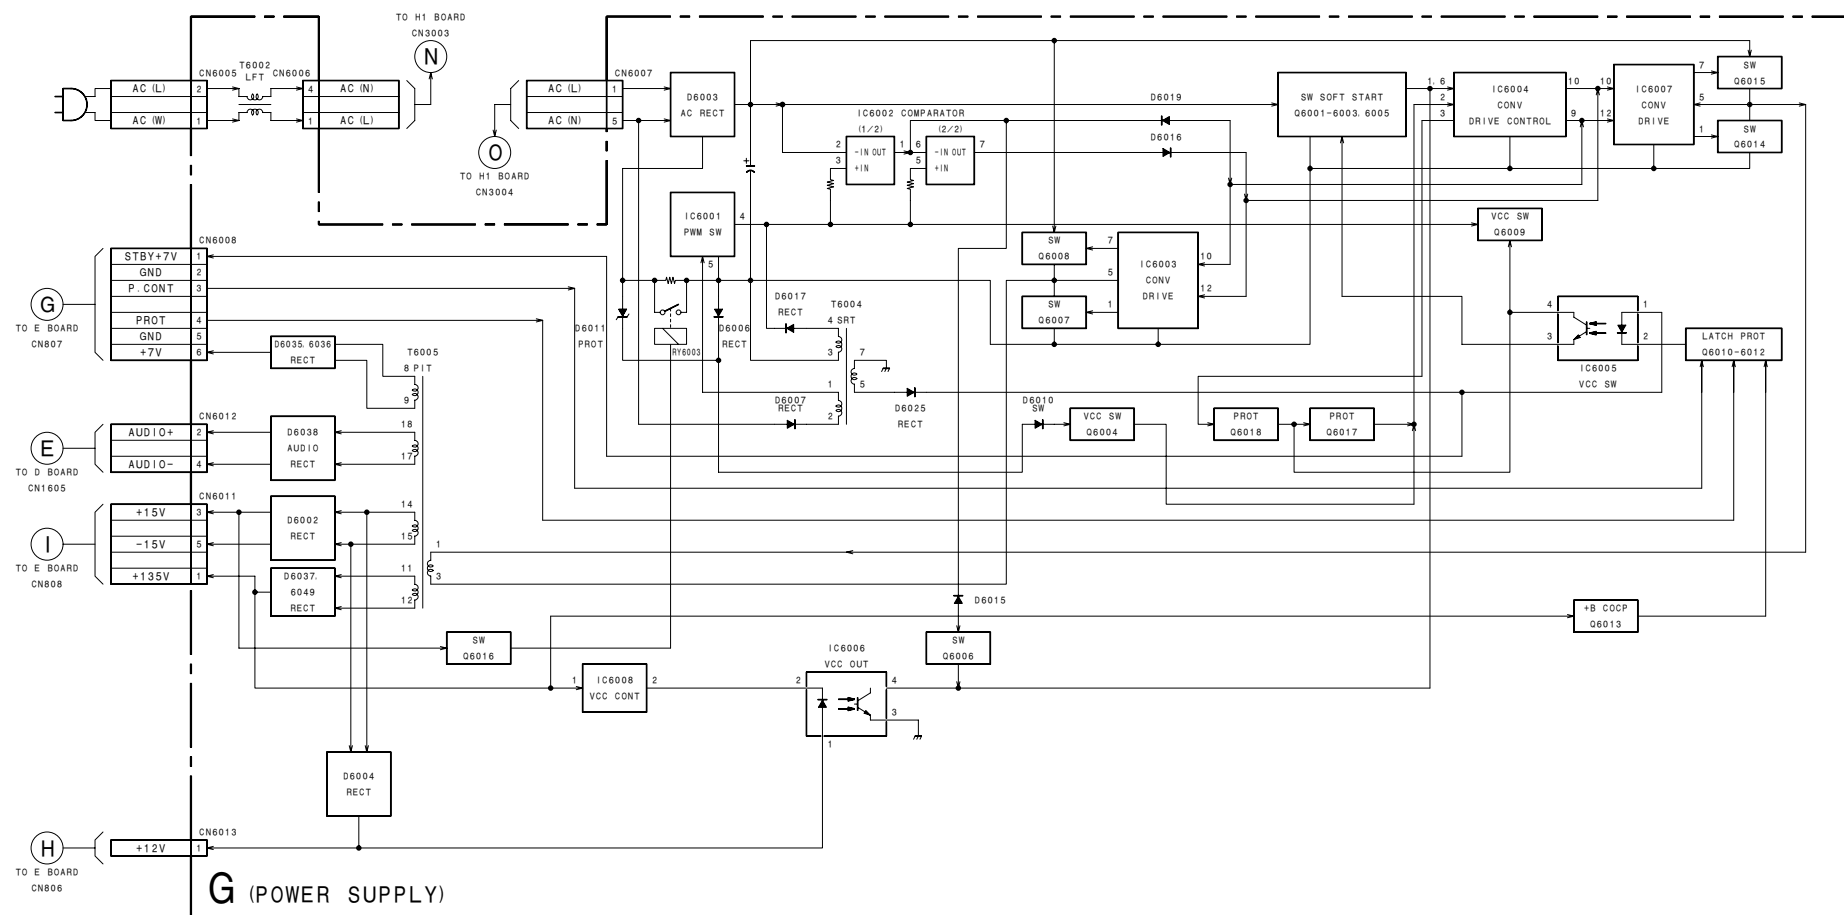 TO H1 BOARD
CN3003
N
CN6005
T6002
LFT
CN6006
AC (L)
2
4
AC (N)
AC (W)
1
1
AC (L)
O
TO H1 BOARD
CN3004
CN6007
AC (L)
1
AC (N)
5
D6003
AC RECT
+
IC6002 COMPARATOR
(1/2)
(2/2)
2
-IN OUT
1
6
-IN OUT
7
3
+IN
5
+IN
D6019
D6016
SW SOFT START
Q6001-6003. 6005
1. 6
2
3
IC6004
CONV
DRIVE CONTROL
10
9
10
12
IC6007
CONV
DRIVE
7
5
1
SW
Q6015
SW
Q6014
IC6001
PWM SW
4
5
VCC SW
Q6009
SW
Q6008
SW
Q6007
7
5
1
IC6003
CONV
DRIVE
10
12
G
TO E BOARD
CN807
CN6008
STBY+7V
1
GND
2
P. CONT
3
PROT
4
GND
5
+7V
6
D6035. 6036
RECT
T6005
8 PIT
9
D6011
PROT
RY6003
D6006
RECT
D6017
RECT
T6004
4 SRT
3
7
5
1
2
D6007
RECT
D6025
RECT
D6010
SW
VCC SW
Q6004
PROT
Q6018
PROT
Q6017
4
3
1
2
IC6005
VCC SW
LATCH PROT
Q6010-6012
E
TO D BOARD
CN1605
CN6012
AUDIO+
2
AUDIO-
4
D6038
AUDIO
RECT
18
17
I
TO E BOARD
CN808
CN6011
+15V
3
-15V
5
+135V
1
D6002
RECT
14
15
D6037.
6049
RECT
11
12
1
3
D6015
SW
Q6006
+B COCP
Q6013
SW
Q6016
1
IC6008
VCC CONT
2
IC6006
VCC OUT
2
4
3
1
D6004
RECT
H
TO E BOARD
CN806
CN6013
+12V
1
G (POWER SUPPLY)